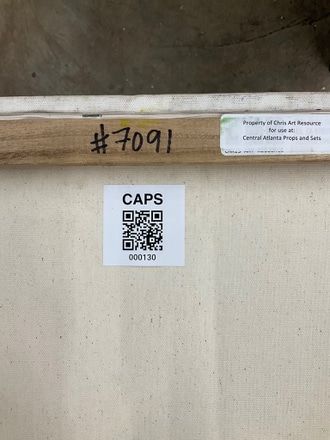 #7091
Property of Chris Art Resource
for use at:
Central Atlanta Props and Sets
CAPS
000130